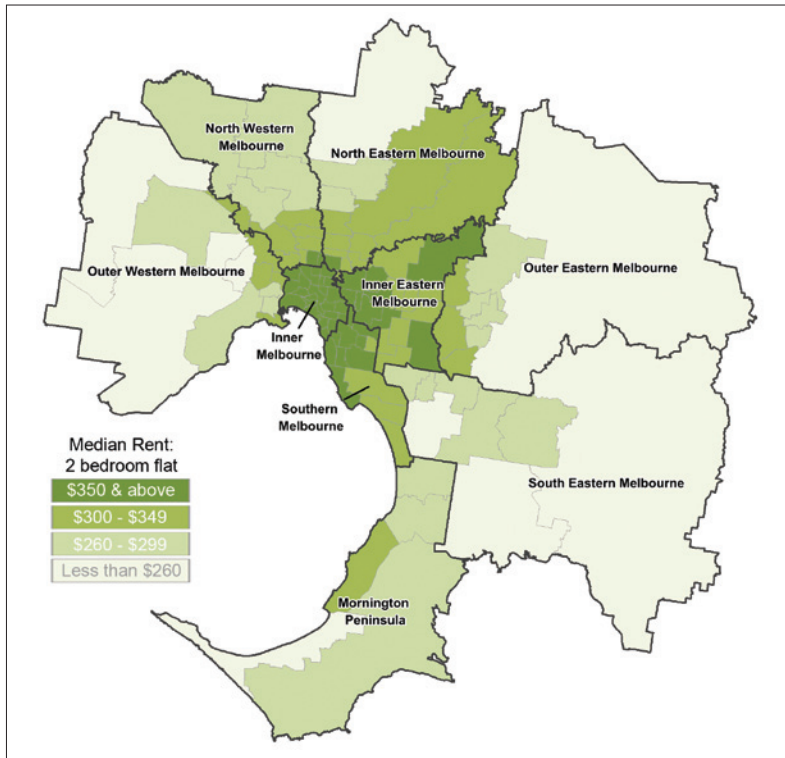 North Western
Melbourne
North Eastern Melbourne
Outer Western Melbourne
Inner Eastern
Melbourne
Outer Eastern Melbourne
Inner
Melbourne
Southern
Melbourne
South Eastern Melbourne
Mornington
Peninsula
Median Rent:
2 bedroom flat
$350 & above
$300 - $349
$260 - $299
Less than $260